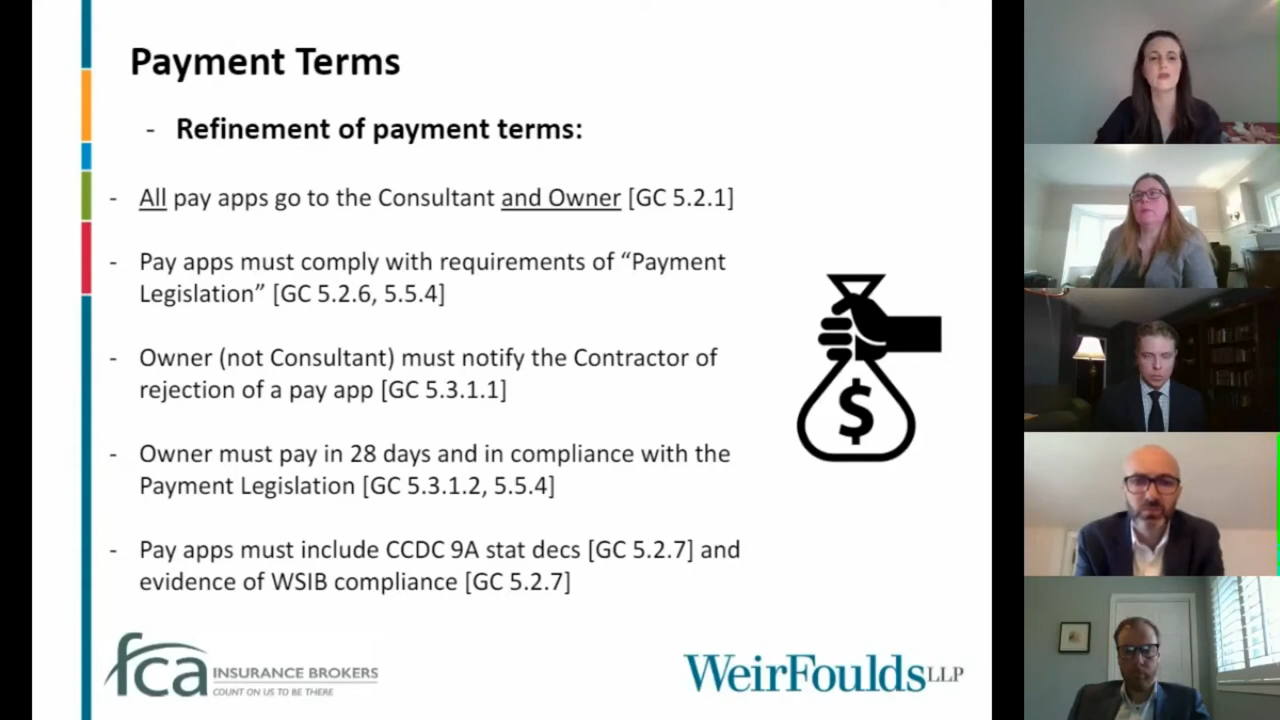 Payment Terms
- Refinement of payment terms:
- All pay apps go to the Consultant and Owner [GC 5.2.1]
- Pay apps must comply with requirements of “Payment
Legislation” [GC 5.2.6, 5.5.4]
- Owner (not Consultant) must notify the Contractor of
rejection of a pay app [GC 5.3.1.1]
- Owner must pay in 28 days and in compliance with the
Payment Legislation [GC 5.3.1.2, 5.5.4]
- Pay apps must include CCDC 9A stat decs [GC 5.2.7] and
evidence of WSIB compliance [GC 5.2.7]
$
fca INSURANCE BROKERS
COUNT ON US TO BE THERE
WeirFoulds LLP